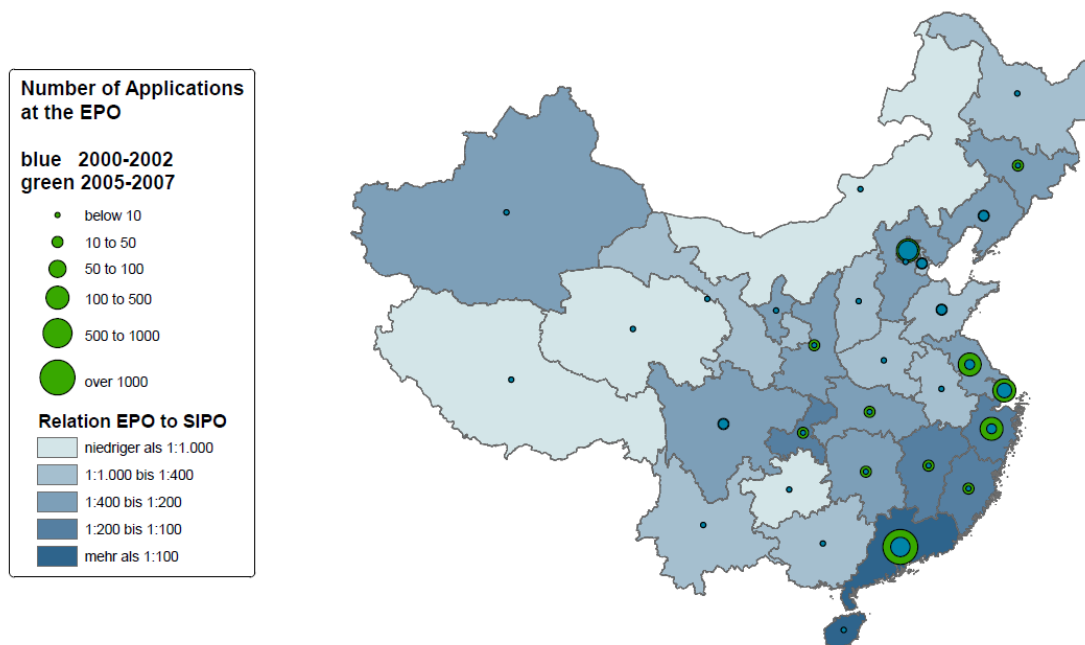 Number of Applications
at the EPO
blue 2000-2002
green 2005-2007
below 10
10 to 50
50 to 100
100 to 500
500 to 1000
over 1000
Relation EPO to SIPO
niedriger als 1:1.000
1:1.000 bis 1:400
1:400 bis 1:200
1:200 bis 1:100
mehr als 1:100